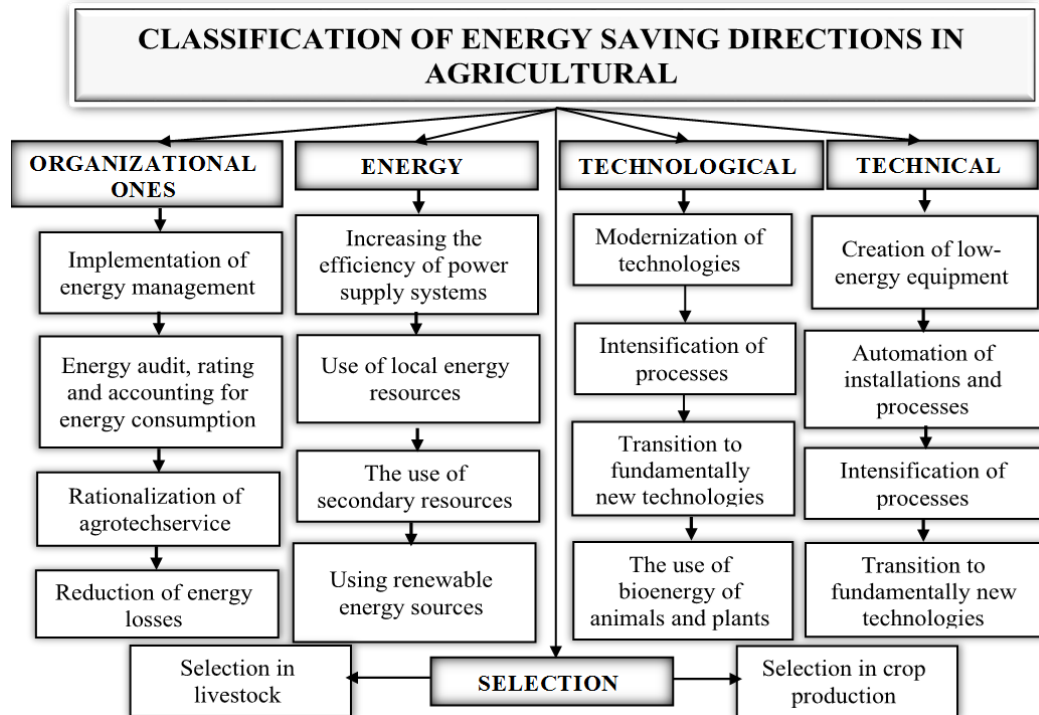 CLASSIFICATION OF ENERGY SAVING DIRECTIONS IN
AGRICULTURAL
ORGANIZATIONAL
ONES
Implementation of
energy management
Energy audit, rating
and accounting for
energy consumption
Rationalization of
agrotechservice
Reduction of energy
losses
ENERGY
Increasing the
efficiency of power
supply systems
Use of local energy
resources
The use of
secondary resources
Using renewable
energy sources
TECHNOLOGICAL
Modernization of
technologies
Intensification of
processes
Transition to
fundamentally
new technologies
The use of
bioenergy of
animals and plants
TECHNICAL
Creation of low-
energy equipment
Automation of
installations and
processes
Intensification of
processes
Transition to
fundamentally new
technologies
Selection in
livestock
SELECTION
Selection in crop
production